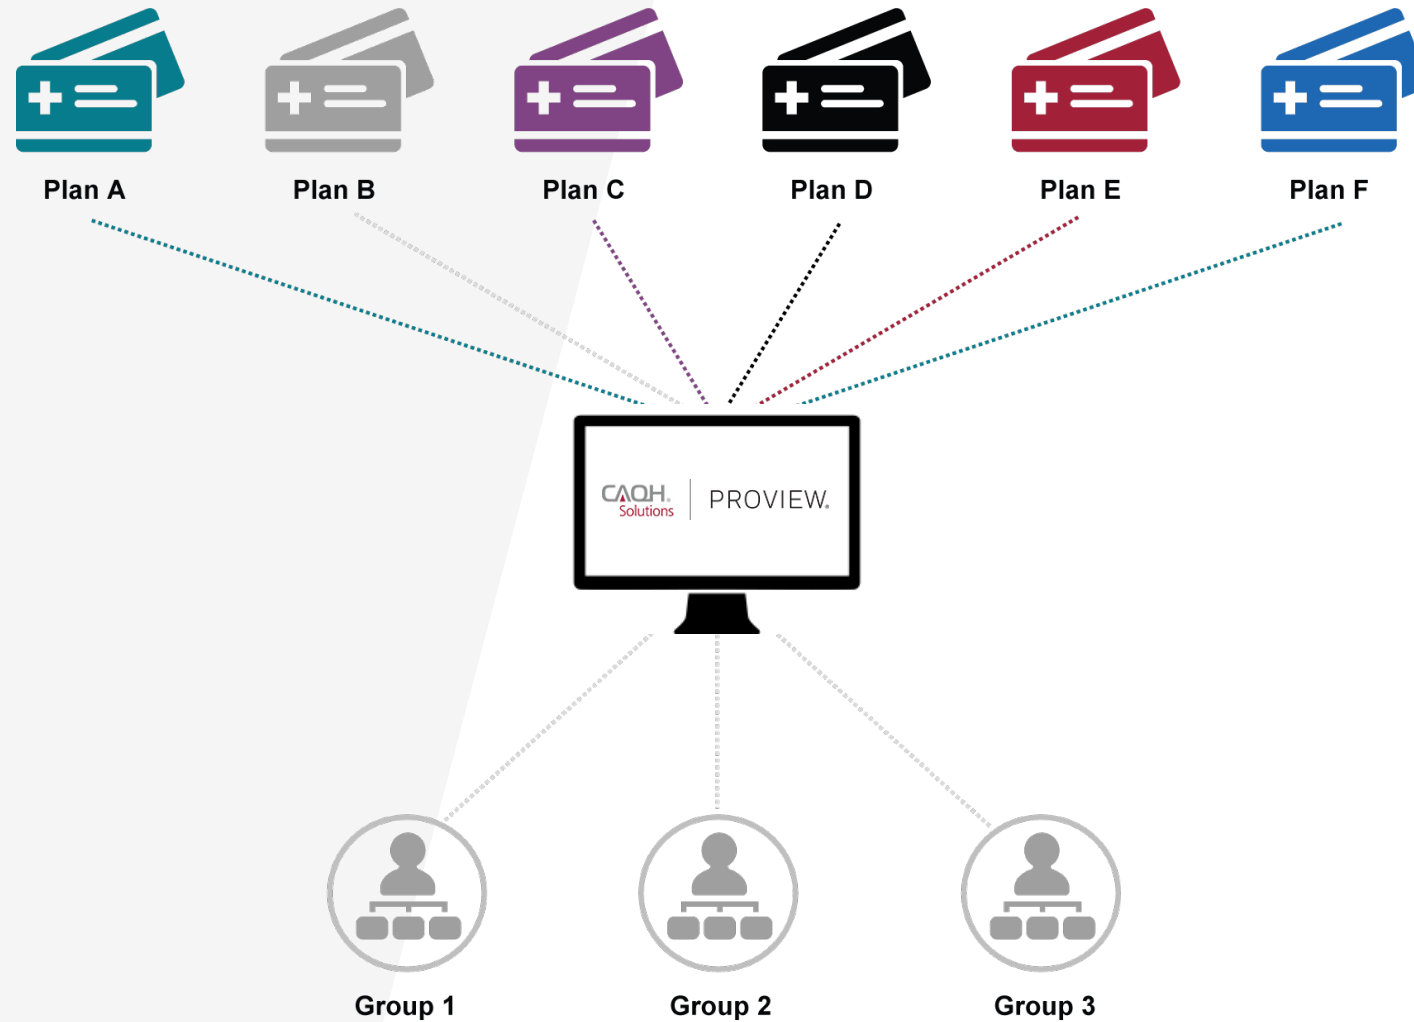 Plan A
Plan B
Plan C
Plan D
Plan E
Plan F
CAQH®
Solutions
PROVIEW®
Group 1
Group 2
Group 3